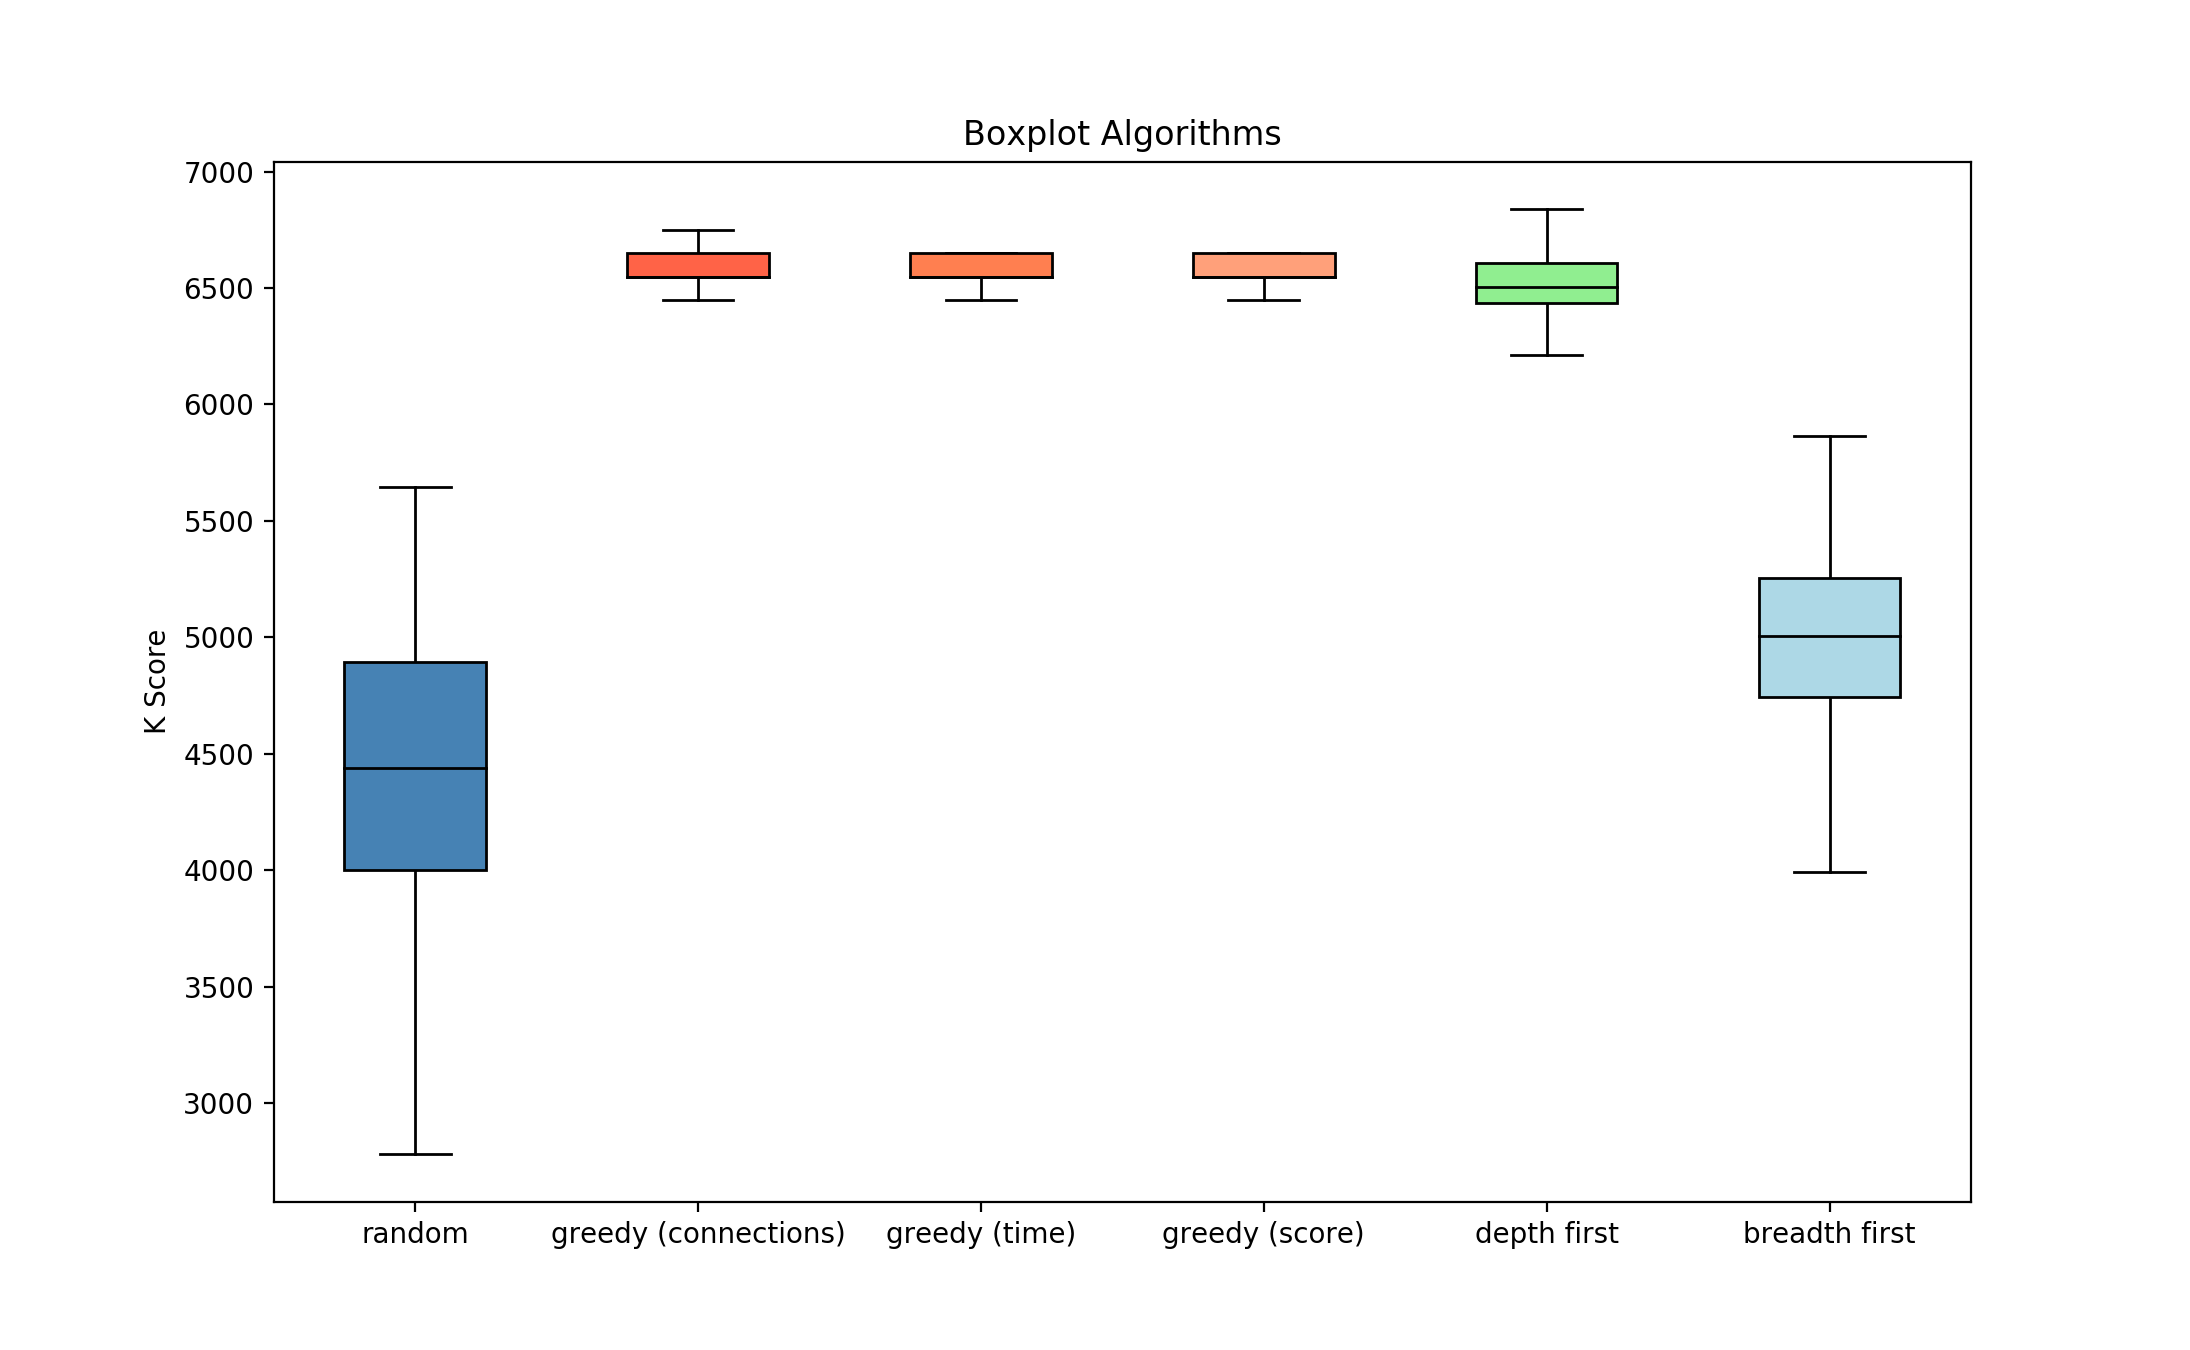 Boxplot Algorithms
K Score
7000
6500
6000
5500
5000
4500
4000
3500
3000
random
greedy (connections)
greedy (time)
greedy (score)
depth first
breadth first